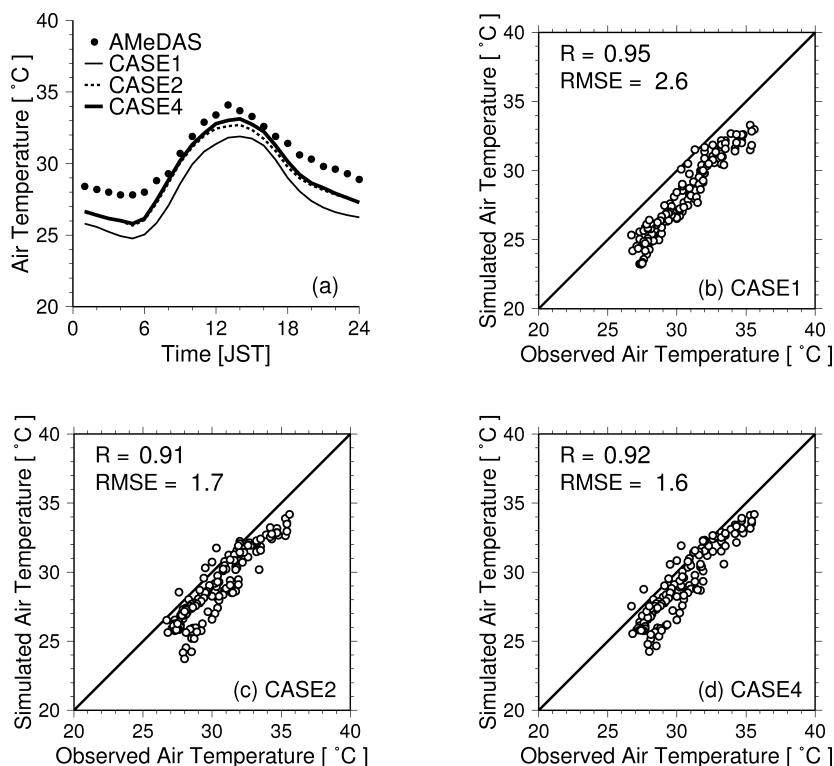 40
35
30
25
20
Air Temperature [ ˚C ]
AMeDAS
CASE1
CASE2
CASE4
(a)
0 6 12 18 24
Time [JST]
40
35
30
25
20
Simulated Air Temperature [ ˚C ]
R = 0.95
RMSE = 2.6
(b) CASE1
20 25 30 35 40
Observed Air Temperature [ ˚C ]
40
35
30
25
20
Simulated Air Temperature [ ˚C ]
R = 0.91
RMSE = 1.7
(c) CASE2
20 25 30 35 40
Observed Air Temperature [ ˚C ]
40
35
30
25
20
Simulated Air Temperature [ ˚C ]
R = 0.92
RMSE = 1.6
(d) CASE4
20 25 30 35 40
Observed Air Temperature [ ˚C ]